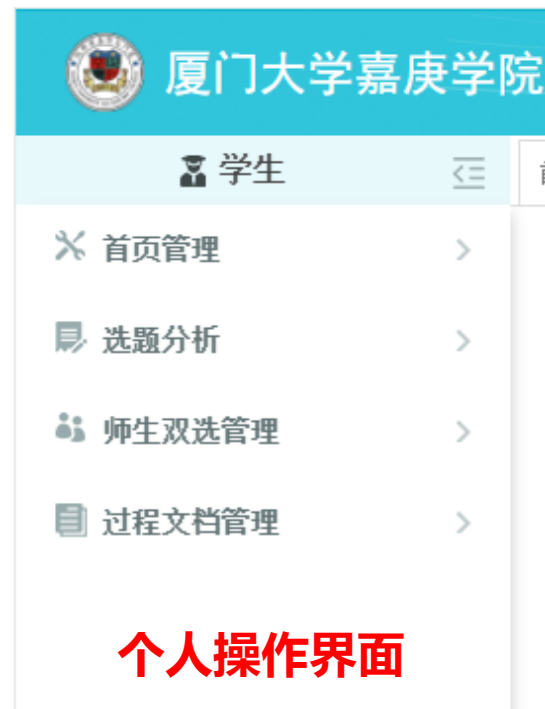 厦门大学嘉庚学院
学生
首页管理
选题分析
师生双选管理
过程文档管理
个人操作界面